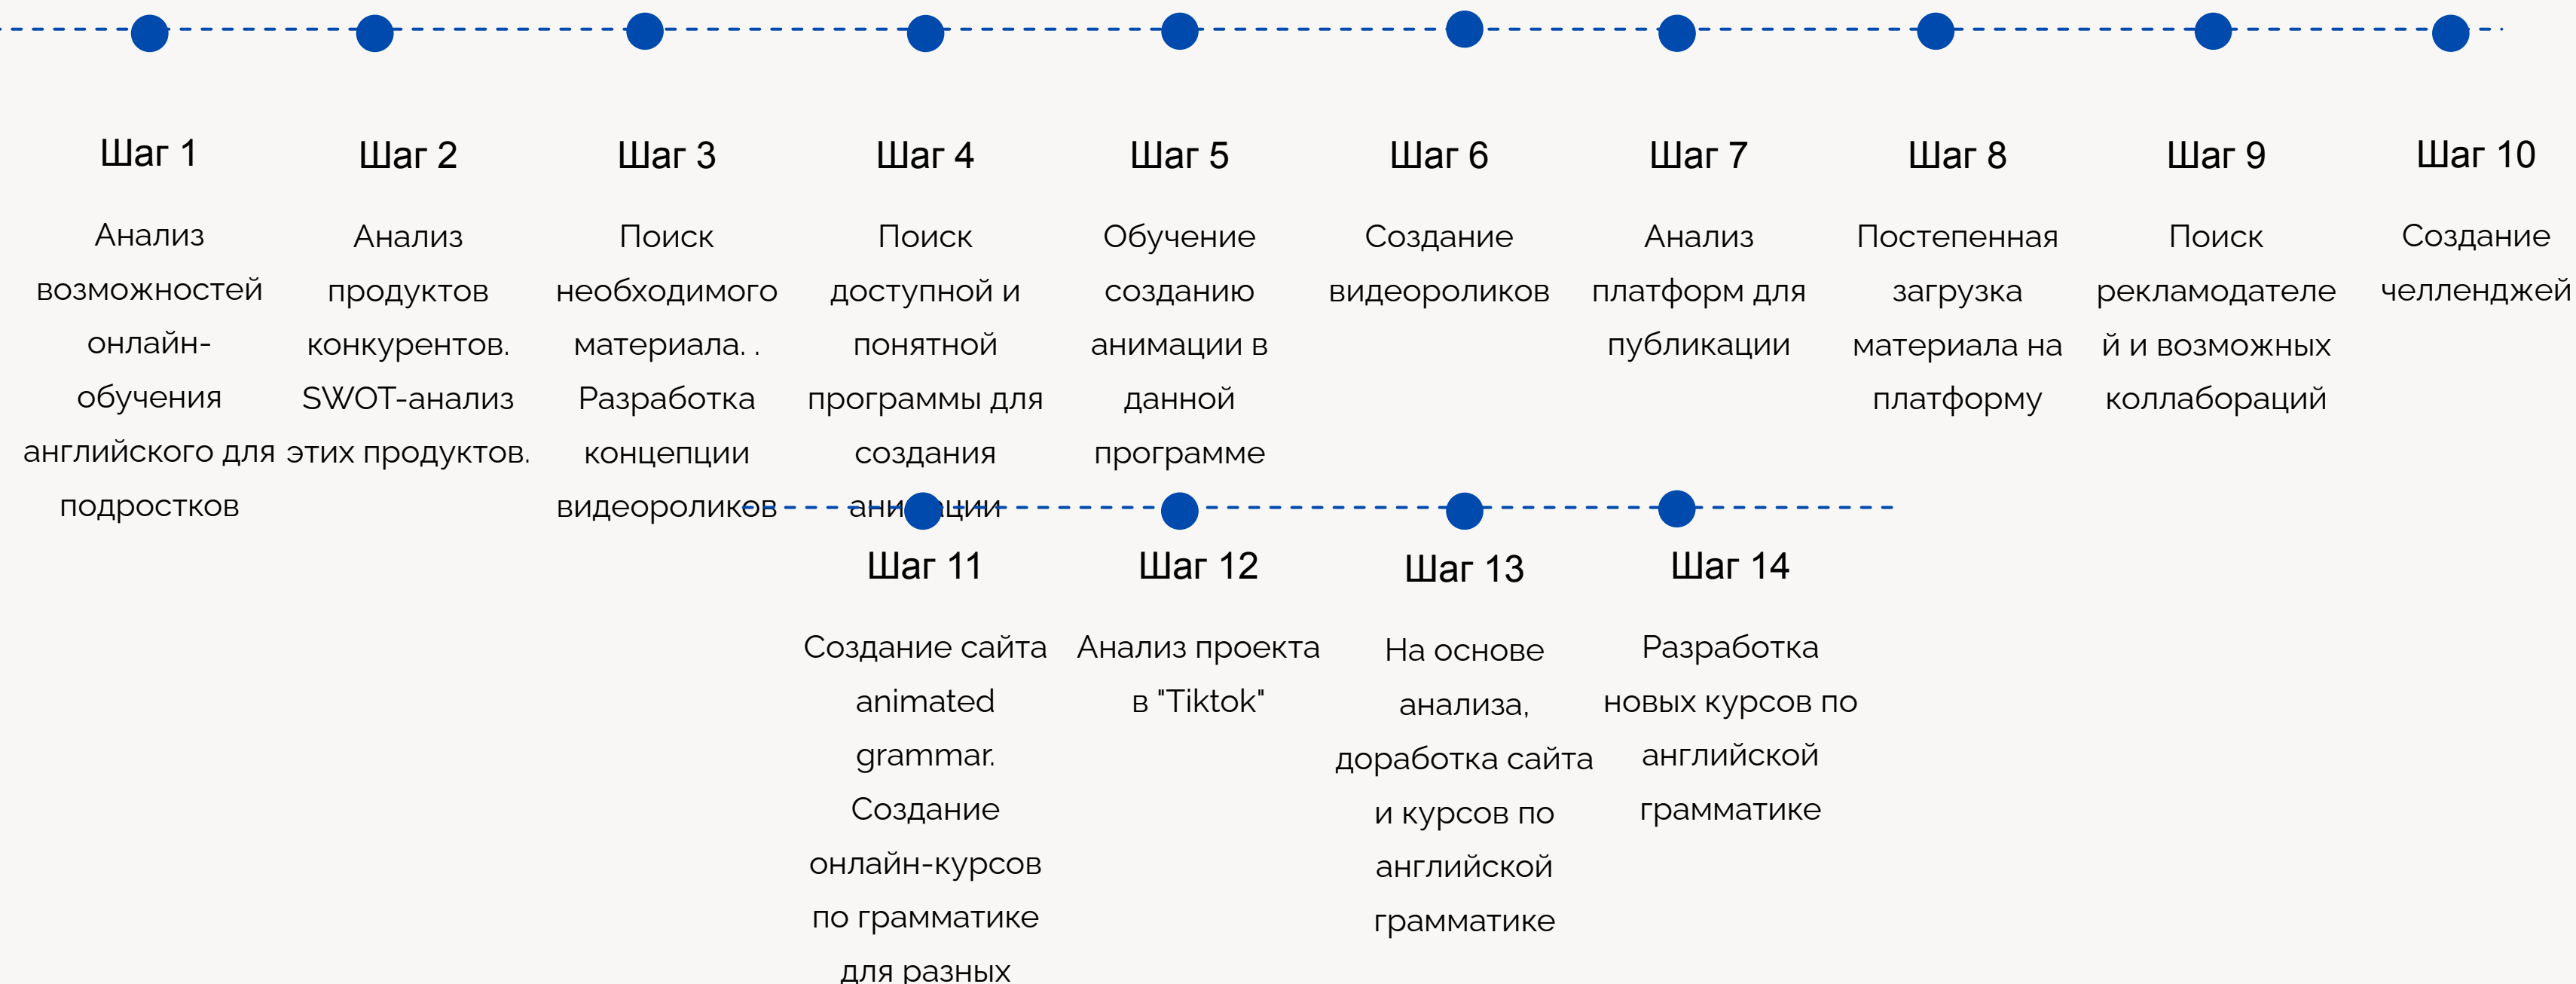 Шаг 1
Анализ
возможностей
онлайн-
обучения
английского для
подростков
Шаг 2
Анализ
продуктов
конкурентов.
SWOT-анализ
этих продуктов.
Шаг 3
Поиск
необходимого
материала. .
Разработка
концепции
видеороликов
Шаг 4
Поиск
доступной и
понятной
программы для
создания
анимации
Шаг 5
Обучение
созданию
анимации в
данной
программе
Шаг 6
Создание
видеороликов
Шаг 7
Анализ
платформ для
публикации
Шаг 8
Постепенная
загрузка
материала на
платформу
Шаг 9
Поиск
рекламодателе
й и возможных
коллабораций
Шаг 10
Создание
челленджей
Шаг 11
Создание сайта
animated
grammar.
Создание
онлайн-курсов
по грамматике
для разных
Шаг 12
Анализ проекта
в "Tiktok"
Шаг 13
На основе
анализа,
доработка сайта
и курсов по
английской
грамматике
Шаг 14
Разработка
новых курсов по
английской
грамматике